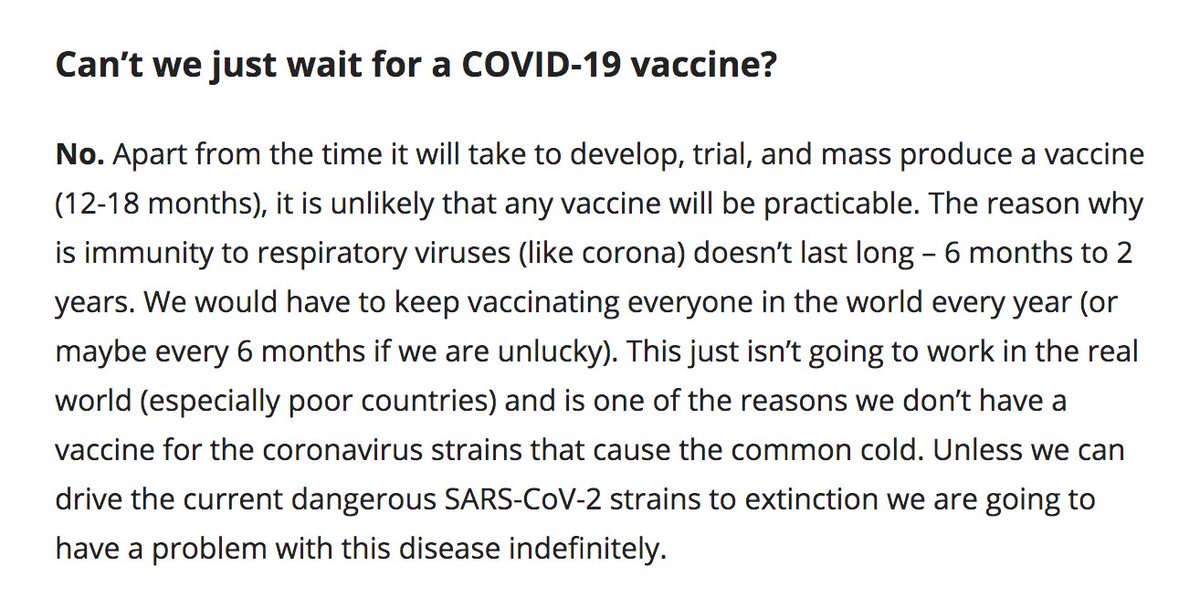 Can’t we just wait for a COVID-19 vaccine?
No. Apart from the time it will take to develop, trial, and mass produce a vaccine
(12-18 months), it is unlikely that any vaccine will be practicable. The reason why
is immunity to respiratory viruses (like corona) doesn’t last long – 6 months to 2
years. We would have to keep vaccinating everyone in the world every year (or
maybe every 6 months if we are unlucky). This just isn’t going to work in the real
world (especially poor countries) and is one of the reasons we don’t have a
vaccine for the coronavirus strains that cause the common cold. Unless we can
drive the current dangerous SARS-CoV-2 strains to extinction we are going to
have a problem with this disease indefinitely.